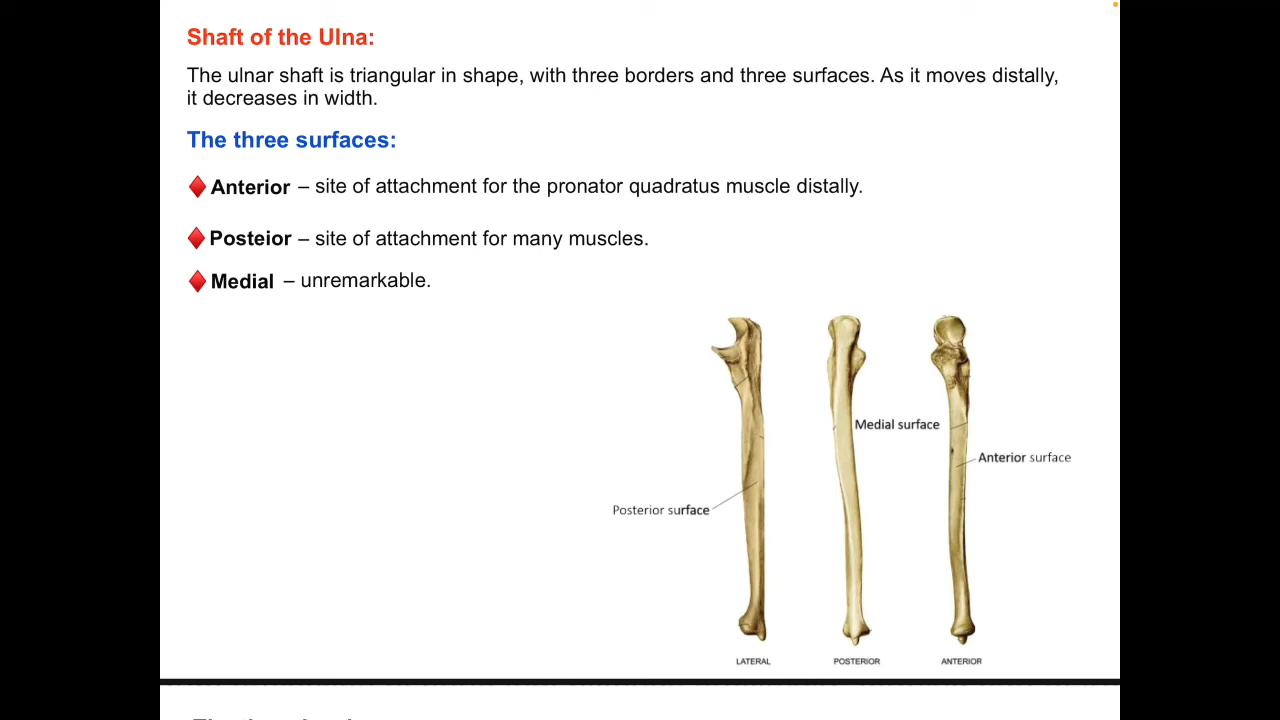 Shaft of the Ulna:
The ulnar shaft is triangular in shape, with three borders and three surfaces. As it moves distally,
it decreases in width.
The three surfaces:
Anterior – site of attachment for the pronator quadratus muscle distally.
Posteior – site of attachment for many muscles.
Medial – unremarkable.
Medial surface
Anterior surface
Posterior surface
LATERAL
POSTERIOR
ANTERIOR